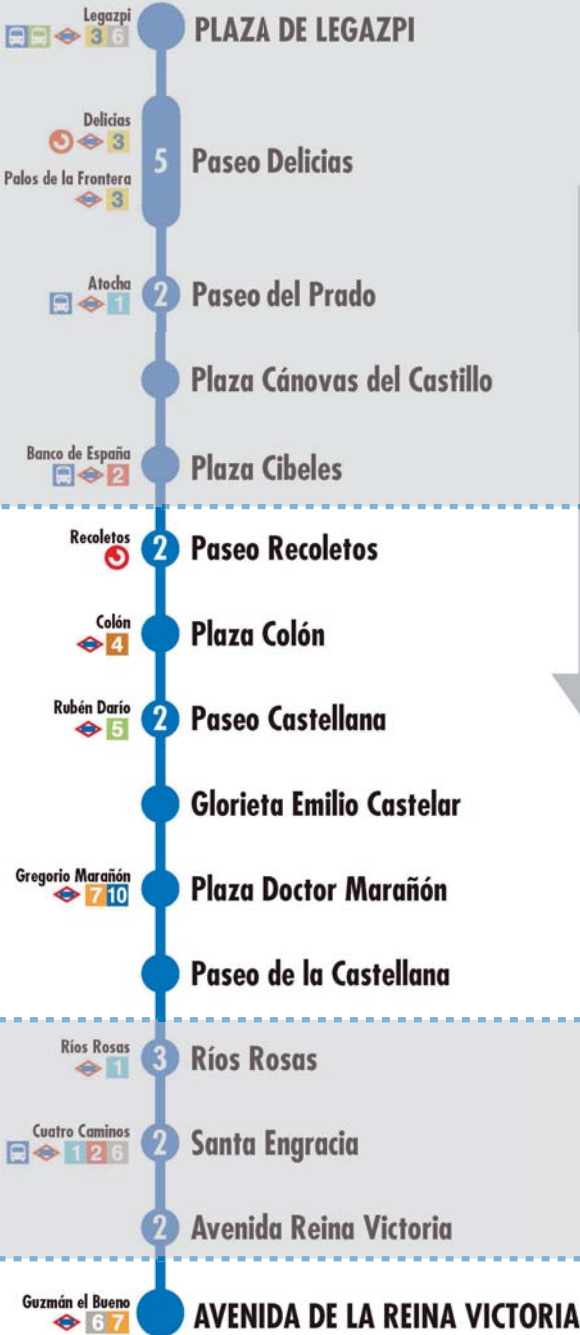 Legazpi
3 6
PLAZA DE LEGAZPI
Delicias
3
Palos de la Frontera
3
5
Paseo Delicias
Atocha
1
2
Paseo del Prado
Plaza Cánovas del Castillo
Banco de España
2
Plaza Cibeles
Recoletos
2
Paseo Recoletos
Colón
4
Plaza Colón
Rubén Darío
5
2
Paseo Castellana
Glorieta Emilio Castelar
Gregorio Marañón
7 10
Plaza Doctor Marañón
Paseo de la Castellana
Ríos Rosas
1
3
Ríos Rosas
Cuatro Caminos
1 2 6
2
Santa Engracia
2
Avenida Reina Victoria
Guzmán el Bueno
6 7
AVENIDA DE LA REINA VICTORIA